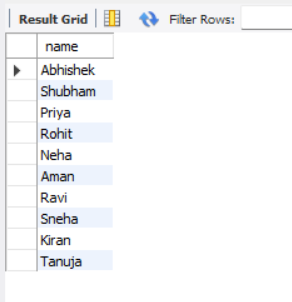 Result Grid Filter Rows:
name
Abhishek
Shubham
Priya
Rohit
Neha
Aman
Ravi
Sneha
Kiran
Tanuja